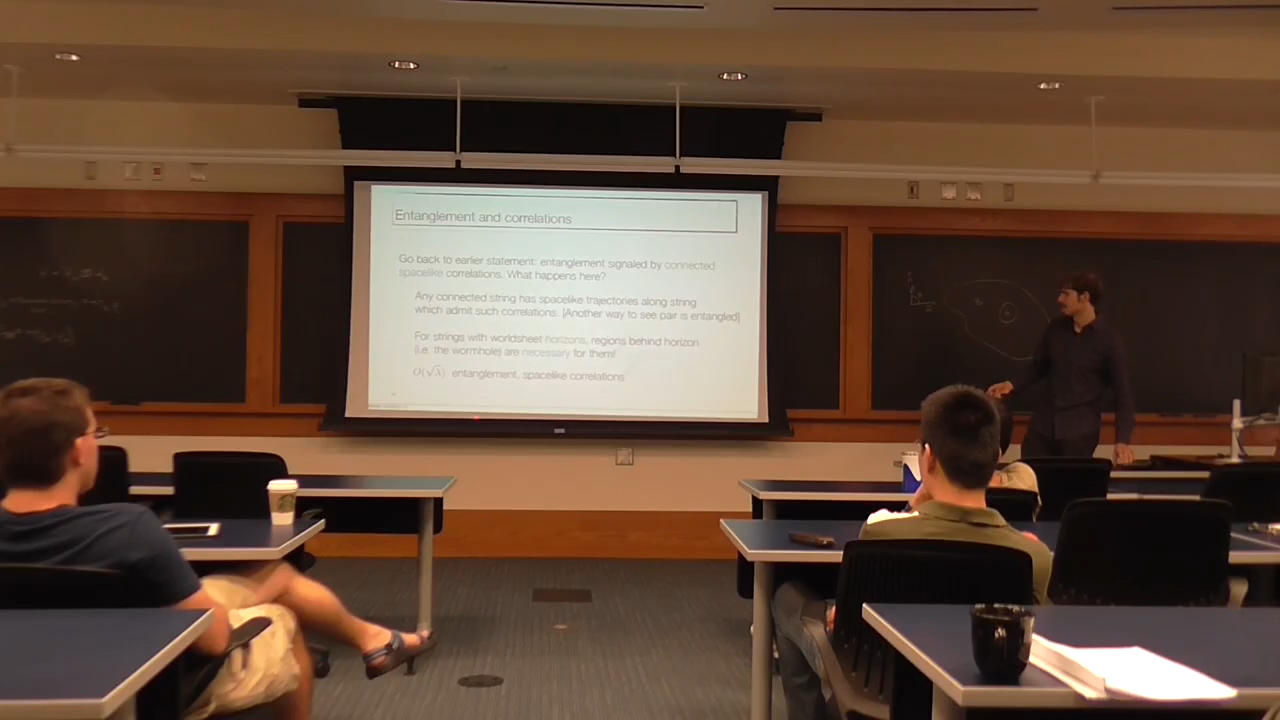 Entanglement and correlations
Go back to earlier statement: entanglement signaled by connected
spacelike correlations. What happens here?
Any connected string has spacelike trajectories along string
which admit such correlations. [Another way to see pair is entangled]
For strings with worldsheet horizons, regions behind horizon
(i.e. the wormhole) are necessary for them!
O(√λ) entanglement, spacelike correlations